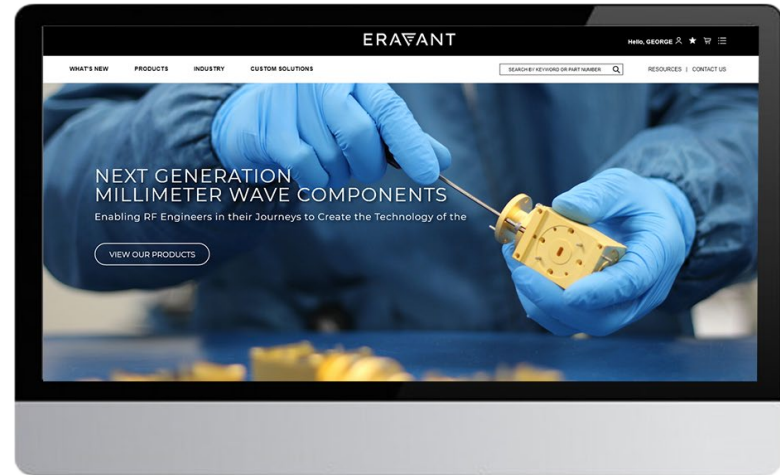 ERAVANT
Hello, GEORGE
WHAT'S NEW PRODUCTS INDUSTRY CUSTOM SOLUTIONS SEARCH BY KEYWORD OR PART NUMBER RESOURCES | CONTACT US
NEXT GENERATION
MILLIMETER WAVE COMPONENTS
Enabling RF Engineers in their Journeys to Create the Technology of the
VIEW OUR PRODUCTS